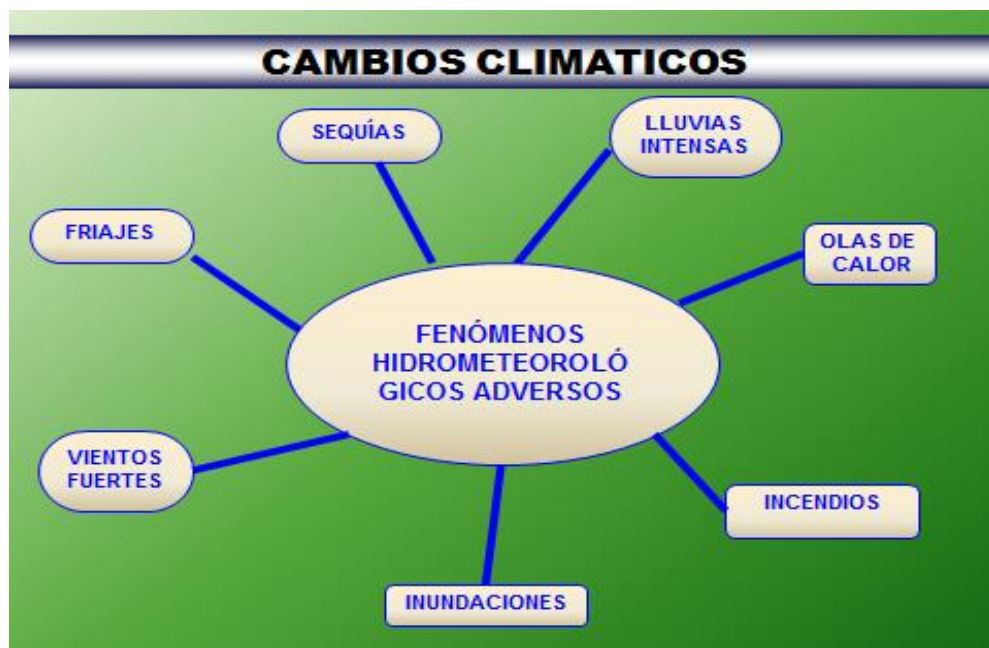 CAMBIOS CLIMATICOS
SEQUÍAS
LLUVIAS
INTENSAS
FRIAJES
OLAS DE
CALOR
FENÓMENOS
HIDROMETEOROLÓ
GICOS ADVERSOS
VIENTOS
FUERTES
INCENDIOS
INUNDACIONES